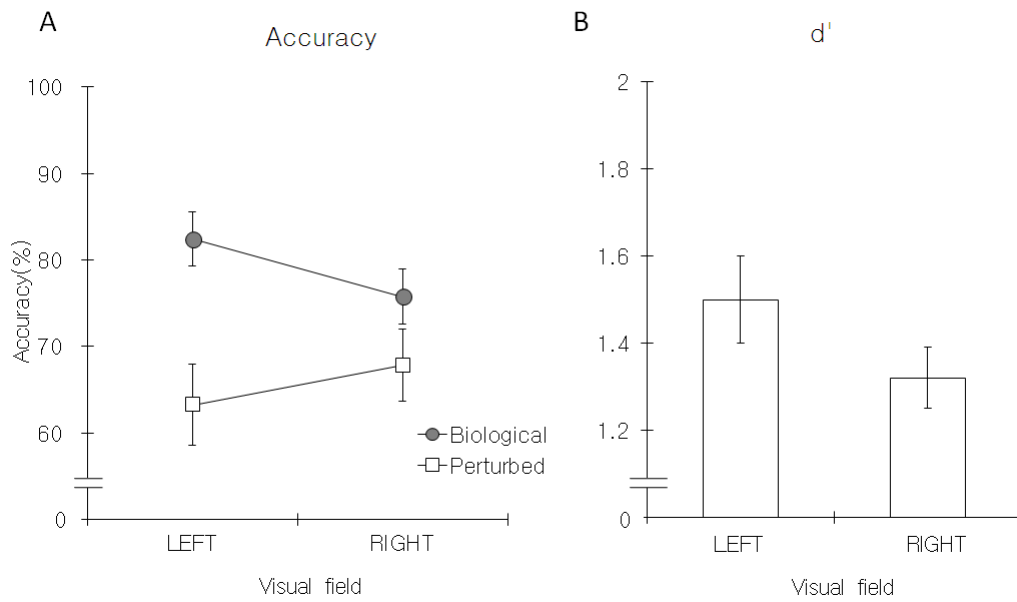 A
Accuracy
100
90
80
70
60
0
Accuracy(%)
Biological
Perturbed
LEFT
RIGHT
Visual field
B
d'
2
1.8
1.6
1.4
1.2
0
LEFT
RIGHT
Visual field